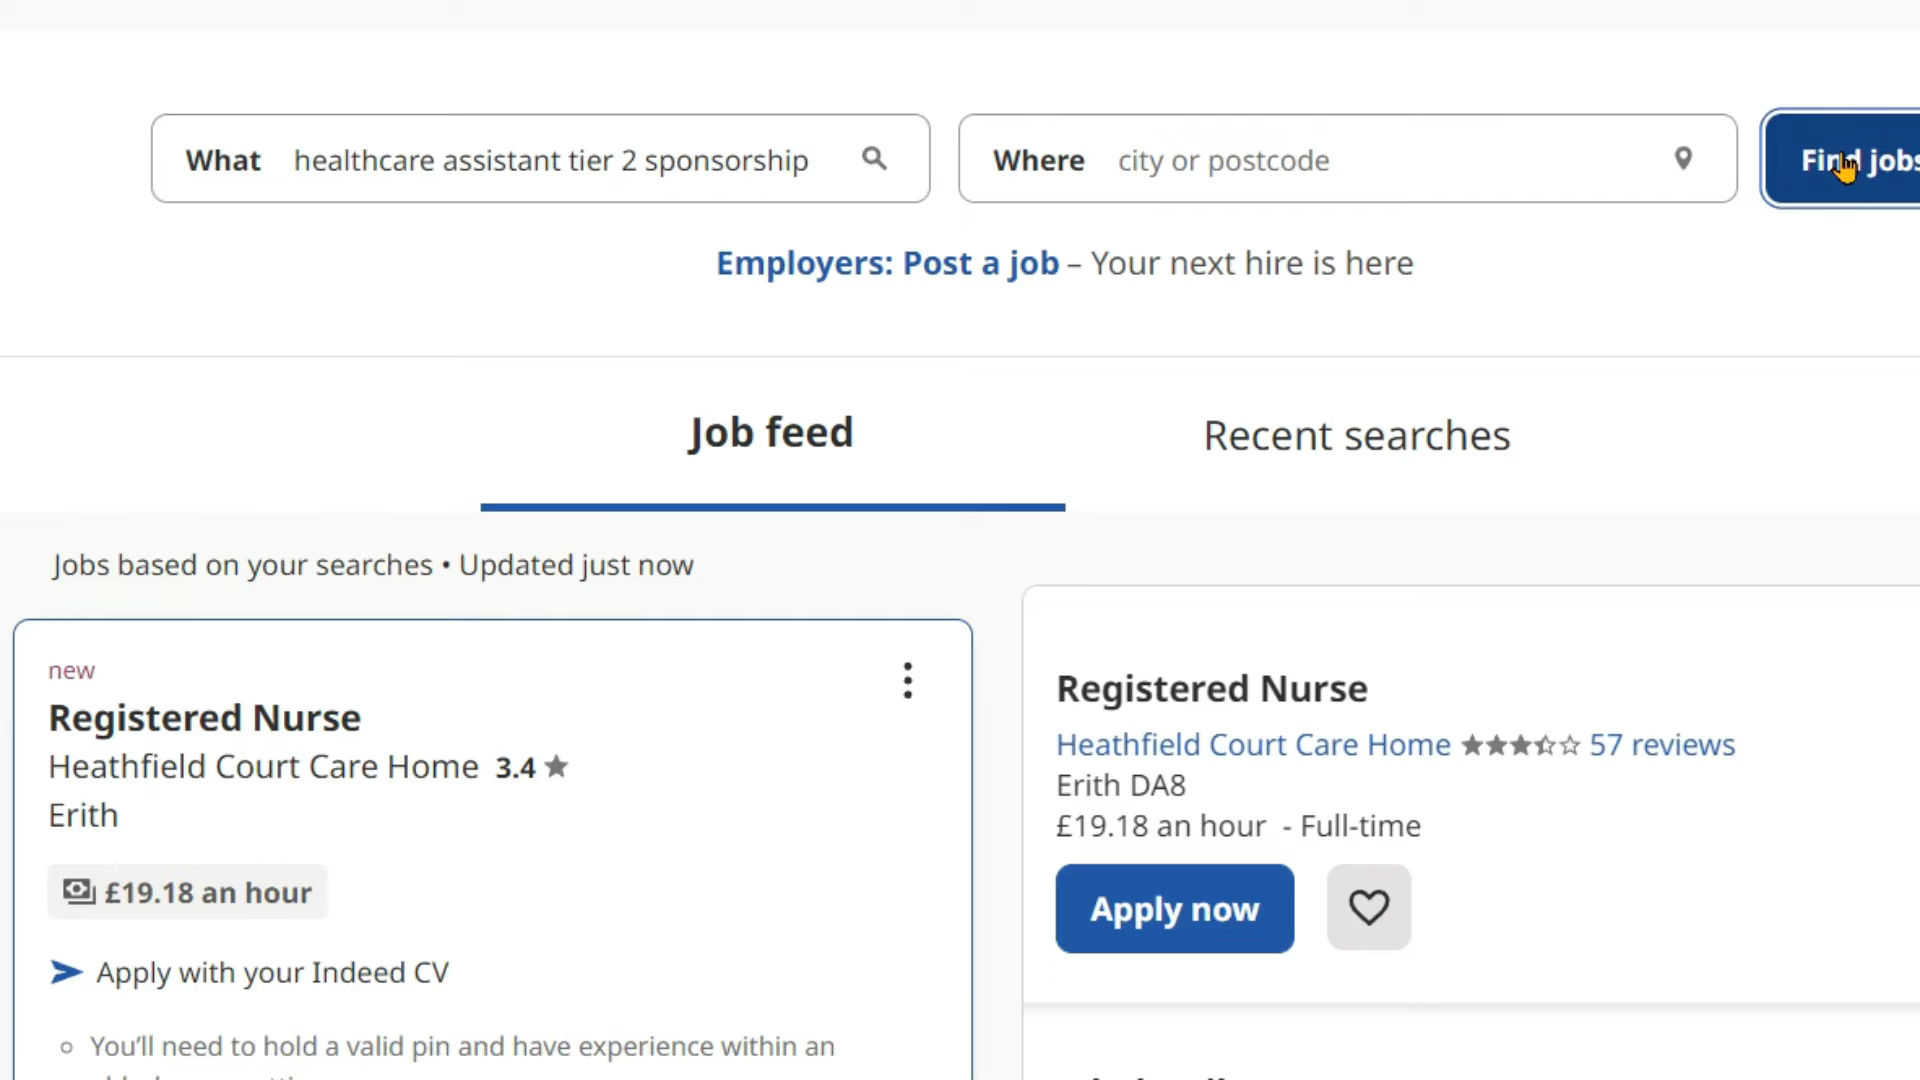 What healthcare assistant tier 2 sponsorship
Where city or postcode
Find jobs
Employers: Post a job – Your next hire is here
Job feed
Recent searches
Jobs based on your searches • Updated just now
new
Registered Nurse
Heathfield Court Care Home 3.4
Erith
£19.18 an hour
Apply with your Indeed CV
You'll need to hold a valid pin and have experience within an
Registered Nurse
Heathfield Court Care Home 57 reviews
Erith DA8
£19.18 an hour - Full-time
Apply now